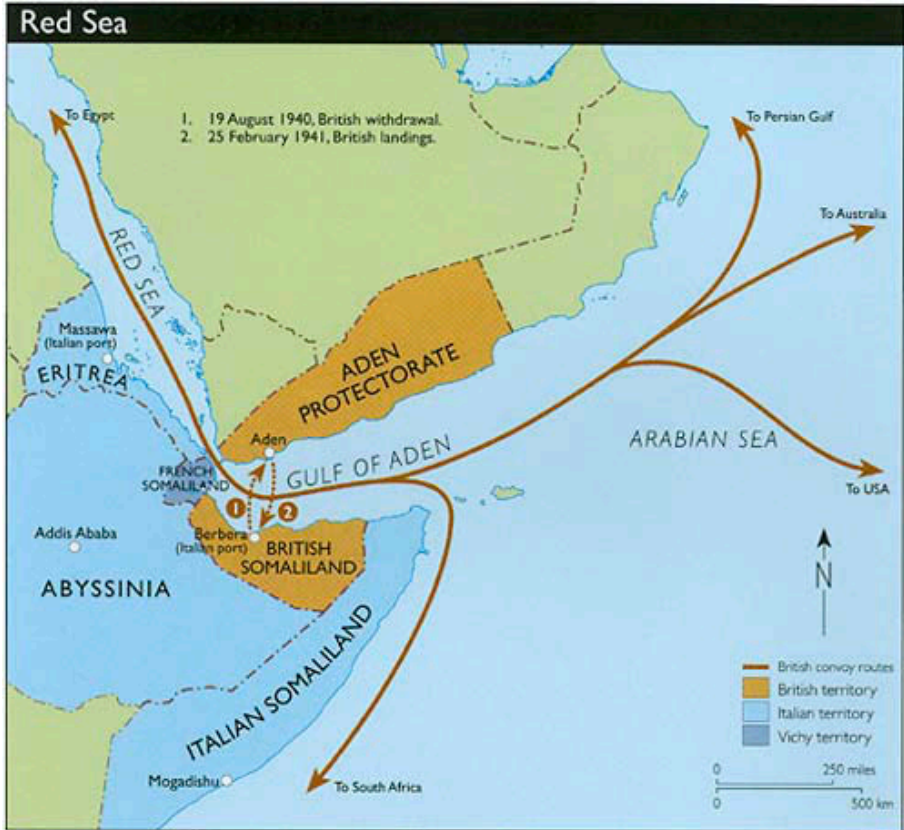 Red Sea
To Egypt
1. 19 August 1940, British withdrawal.
2. 25 February 1941, British landings.
To Persian Gulf
To Australia
RED SEA
Massawa
(Italian port)
ERITREA
ADEN
PROTECTORATE
Aden
GULF OF ADEN
ARABIAN SEA
FRENCH
SOMALILAND
1
2
To USA
Addis Ababa
Berbera
(Italian port)
BRITISH
SOMALILAND
ABYSSINIA
N
ITALIAN SOMALILAND
British convoy routes
British territory
Italian territory
Vichy territory
Mogadishu
To South Africa
0 250 miles
0 500 km